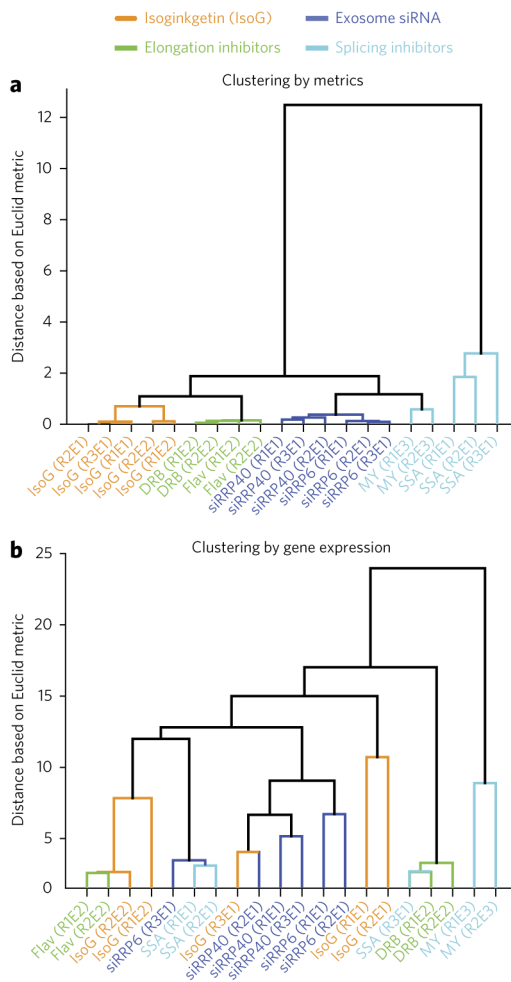 Isoginkgetin (IsoG)
Exosome siRNA
Elongation inhibitors
Splicing inhibitors
a
Clustering by metrics
Distance based on Euclid metric
12
10
8
6
4
2
0
IsoG (R2E1)
IsoG (R3E1)
IsoG (R1E1)
IsoG (R2E2)
IsoG (R1E2)
DRB (R1E2)
DRB (R2E2)
Flav (R1E2)
Flav (R2E2)
siRRP40 (R1E1)
siRRP40 (R3E1)
siRRP40 (R2E1)
siRRP6 (R1E1)
siRRP6 (R2E1)
siRRP6 (R3E1)
MY (R1E3)
MY (R2E3)
SSA (R1E1)
SSA (R2E1)
SSA (R3E1)
b
Clustering by gene expression
Distance based on Euclid metric
25
20
15
10
5
0
Flav (R1E2)
Flav (R2E2)
IsoG (R2E2)
IsoG (R1E2)
siRRP6 (R3E1)
SSA (R1E1)
SSA (R2E1)
IsoG (R3E1)
siRRP40 (R2E1)
siRRP40 (R1E1)
siRRP40 (R3E1)
siRRP6 (R1E1)
siRRP6 (R2E1)
IsoG (R1E1)
IsoG (R2E1)
SSA (R3E1)
DRB (R1E2)
DRB (R2E2)
MY (R1E3)
MY (R2E3)